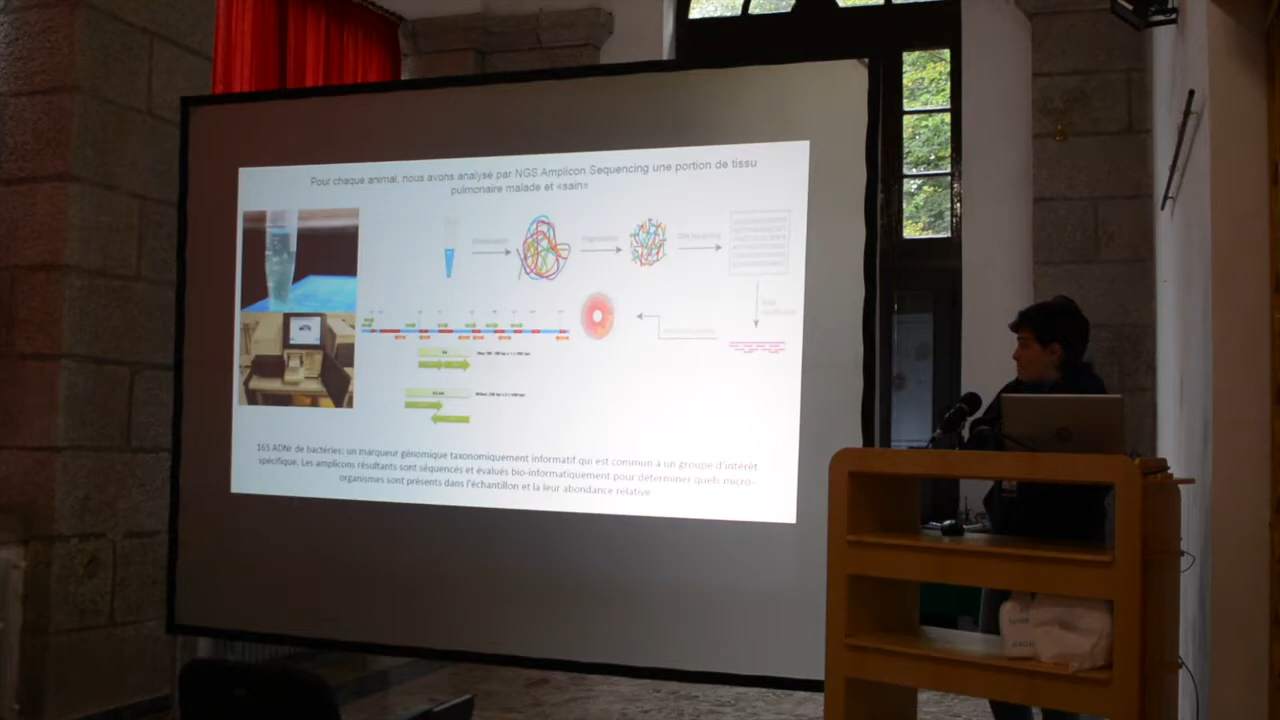 Pour chaque animal, nous avons analysé par NGS Amplicon Sequencing une portion de tissu
pulmonaire malade et «sain»
16S ADNr de bactéries: un marqueur génomique taxonomiquement informatif qui est commun à un groupe d'intérêt
spécifique. Les amplicons résultants sont séquencés et évalués bio-informatiquement pour déterminer quels micro-
organismes sont présents dans l'échantillon et la leur abondance relative